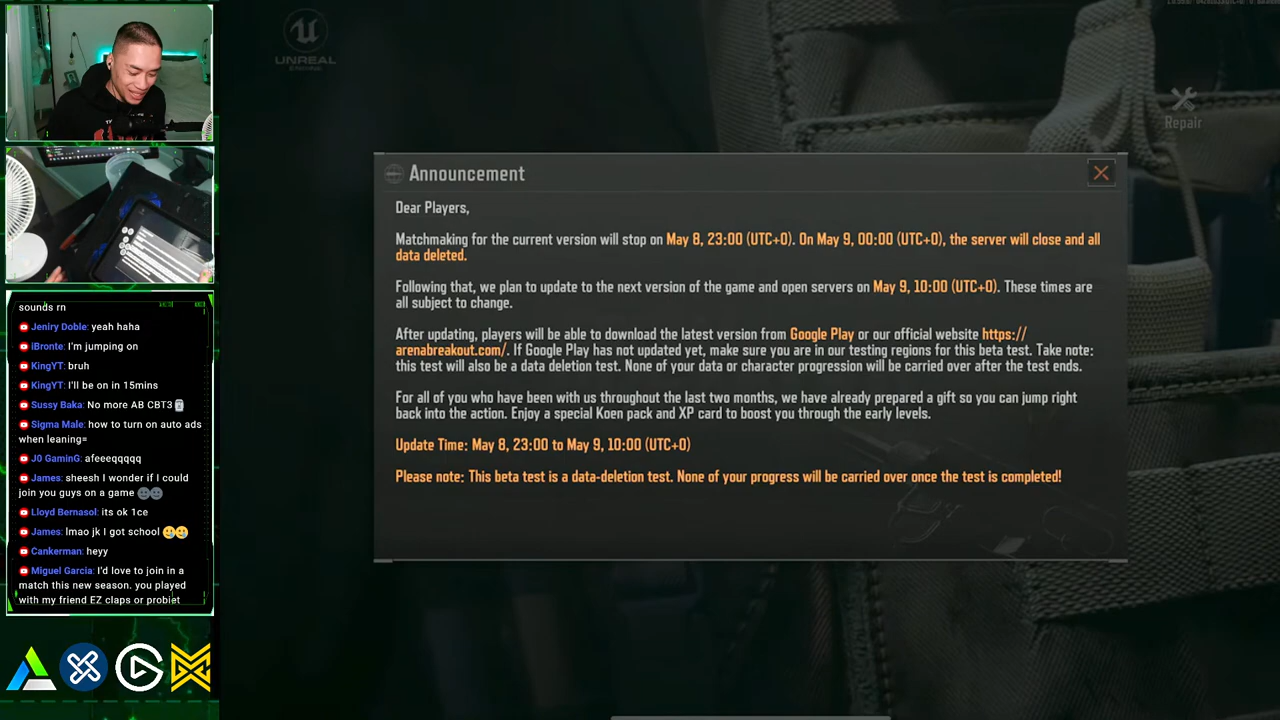 UNREAL
ENGINE
Repair
Announcement
Dear Players,
Matchmaking for the current version will stop on May 8, 23:00 (UTC+0). On May 9, 00:00 (UTC+0), the server will close and all
data deleted.
Following that, we plan to update to the next version of the game and open servers on May 9, 10:00 (UTC+0). These times are
all subject to change.
After updating, players will be able to download the latest version from Google Play or our official website https://
arenabreakout.com/. If Google Play has not updated yet, make sure you are in our testing regions for this beta test. Take note:
this test will also be a data deletion test. None of your data or character progression will be carried over after the test ends.
For all of you who have been with us throughout the last two months, we have already prepared a gift so you can jump right
back into the action. Enjoy a special Koen pack and XP card to boost you through the early levels.
Update Time: May 8, 23:00 to May 9, 10:00 (UTC+0)
Please note: This beta test is a data-deletion test. None of your progress will be carried over once the test is completed!
sounds rn
Jeniry Doble: yeah haha
iBronte: I'm jumping on
KingYT: bruh
KingYT: I'll be on in 15mins
Sussy Baka: No more AB CBT3
Sigma Male: how to turn on auto ads
when leaning=
J0 GaminG: afeeeqqqqq
James: sheesh I wonder if I could
join you guys on a game
Lloyd Bernasol: its ok 1ce
James: lmao jk I got school
Cankerman: heyy
Miguel Garcia: I'd love to join in a
match this new season. you played
with my friend EZ claps or probiet